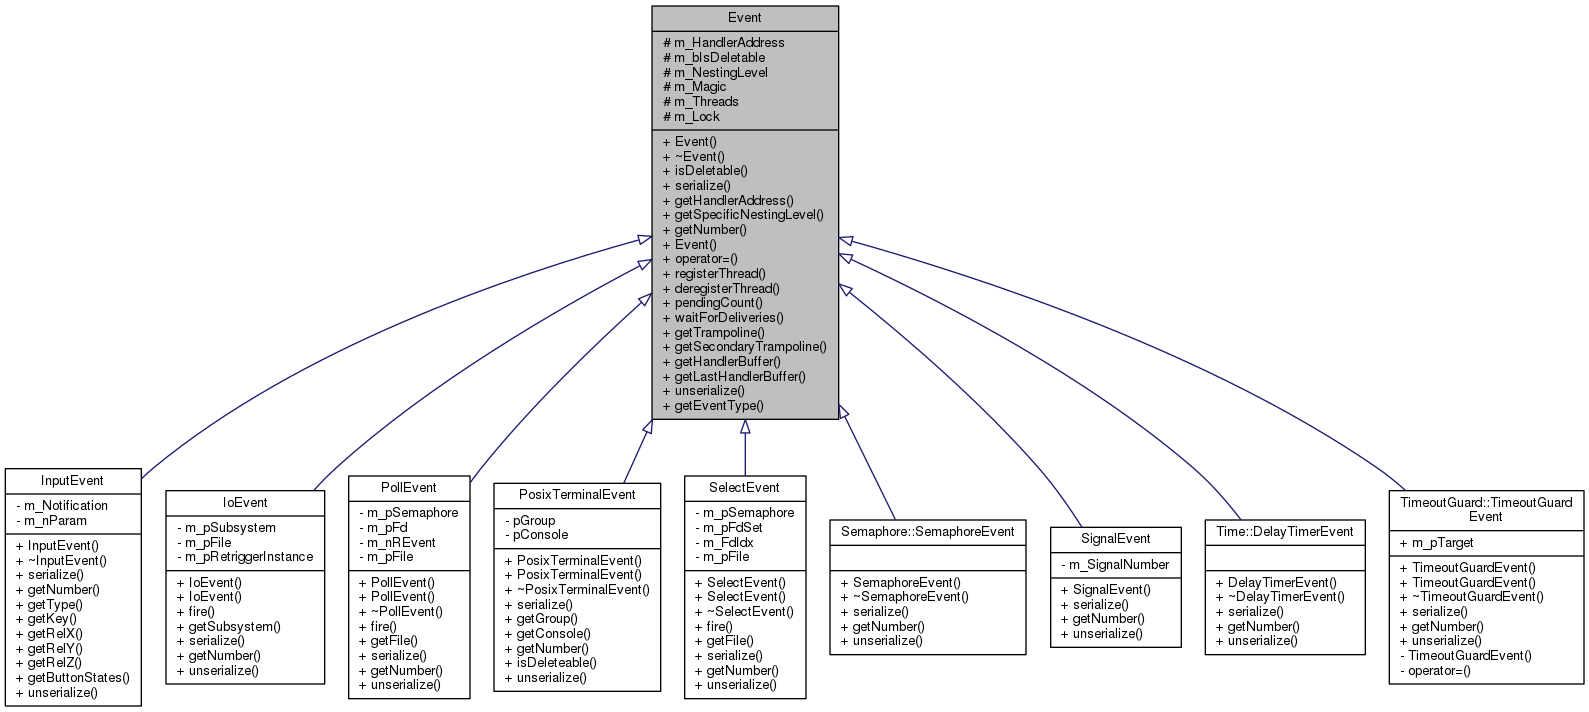 Event
# m_HandlerAddress
# m_bIsDeletable
# m_NestingLevel
# m_Magic
# m_Threads
# m_Lock
+ Event()
+ ~Event()
+ isDeletable()
+ serialize()
+ getHandlerAddress()
+ getSpecificNestingLevel()
+ getNumber()
+ Event()
+ operator=()
+ registerThread()
+ deregisterThread()
+ pendingCount()
+ waitForDeliveries()
+ getTrampoline()
+ getSecondaryTrampoline()
+ getHandlerBuffer()
+ getLastHandlerBuffer()
+ unserialize()
+ getEventType()
InputEvent
- m_Notification
- m_nParam
+ InputEvent()
+ ~InputEvent()
+ serialize()
+ getNumber()
+ getType()
+ getKey()
+ getRelX()
+ getRelY()
+ getRelZ()
+ getButtonStates()
+ unserialize()
IoEvent
- m_pSubsystem
- m_pFile
- m_pRetriggerInstance
+ IoEvent()
+ IoEvent()
+ fire()
+ getSubsystem()
+ serialize()
+ getNumber()
+ unserialize()
PollEvent
- m_pSemaphore
- m_pFd
- m_nREvent
- m_pFile
+ PollEvent()
+ PollEvent()
+ ~PollEvent()
+ fire()
+ getFile()
+ serialize()
+ getNumber()
+ unserialize()
PosixTerminalEvent
- pGroup
- pConsole
+ PosixTerminalEvent()
+ PosixTerminalEvent()
+ ~PosixTerminalEvent()
+ serialize()
+ getGroup()
+ getConsole()
+ getNumber()
+ isDeleteable()
+ unserialize()
SelectEvent
- m_pSemaphore
- m_pFdSet
- m_FdIdx
- m_pFile
+ SelectEvent()
+ SelectEvent()
+ ~SelectEvent()
+ fire()
+ getFile()
+ serialize()
+ getNumber()
+ unserialize()
Semaphore::SemaphoreEvent
+ SemaphoreEvent()
+ ~SemaphoreEvent()
+ serialize()
+ getNumber()
+ unserialize()
SignalEvent
- m_SignalNumber
+ SignalEvent()
+ serialize()
+ getNumber()
+ unserialize()
Time::DelayTimerEvent
+ DelayTimerEvent()
+ ~DelayTimerEvent()
+ serialize()
+ getNumber()
+ unserialize()
TimeoutGuard::TimeoutGuard
Event
+ m_pTarget
+ TimeoutGuardEvent()
+ TimeoutGuardEvent()
+ ~TimeoutGuardEvent()
+ serialize()
+ getNumber()
+ unserialize()
- TimeoutGuardEvent()
- operator=()